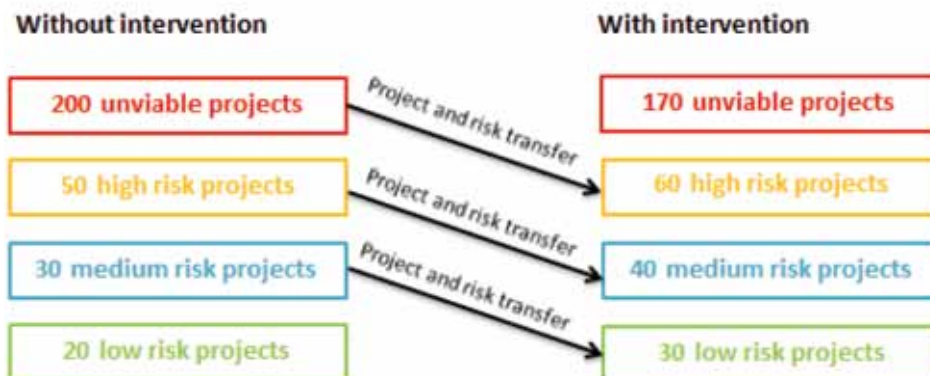 Without intervention
With intervention
200 unviable projects
Project and risk transfer
170 unviable projects
50 high risk projects
Project and risk transfer
60 high risk projects
30 medium risk projects
Project and risk transfer
40 medium risk projects
20 low risk projects
30 low risk projects